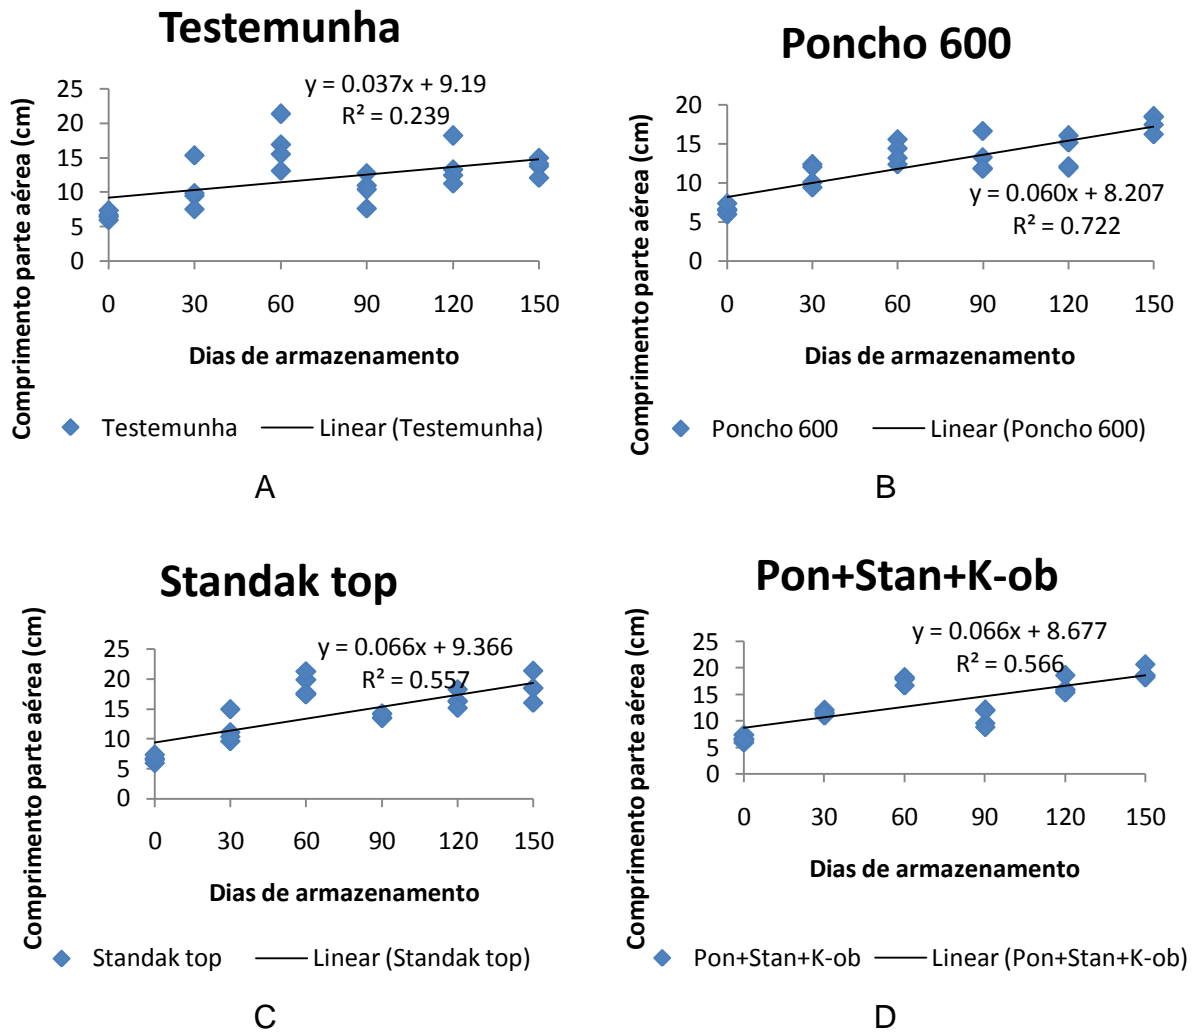 Testemunha
y = 0.037x + 9.19
R² = 0.239
Comprimento parte aérea (cm)
25
20
15
10
5
0
0 30 60 90 120 150
Dias de armazenamento
Testemunha Linear (Testemunha)
A
Poncho 600
Comprimento parte aérea (cm)
20
15
10
5
0
y = 0.060x + 8.207
R² = 0.722
0 30 60 90 120 150
Dias de armazenamento
Poncho 600 Linear (Poncho 600)
B
Standak top
y = 0.066x + 9.366
R² = 0.557
Comprimento parte aérea (cm)
25
20
15
10
5
0
0 30 60 90 120 150
Dias de armazenamento
Standak top Linear (Standak top)
C
Pon+Stan+K-ob
y = 0.066x + 8.677
R² = 0.566
Comprimento parte aérea (cm)
25
20
15
10
5
0
0 30 60 90 120 150
Dias de armazenamento
Pon+Stan+K-ob Linear (Pon+Stan+K-ob)
D